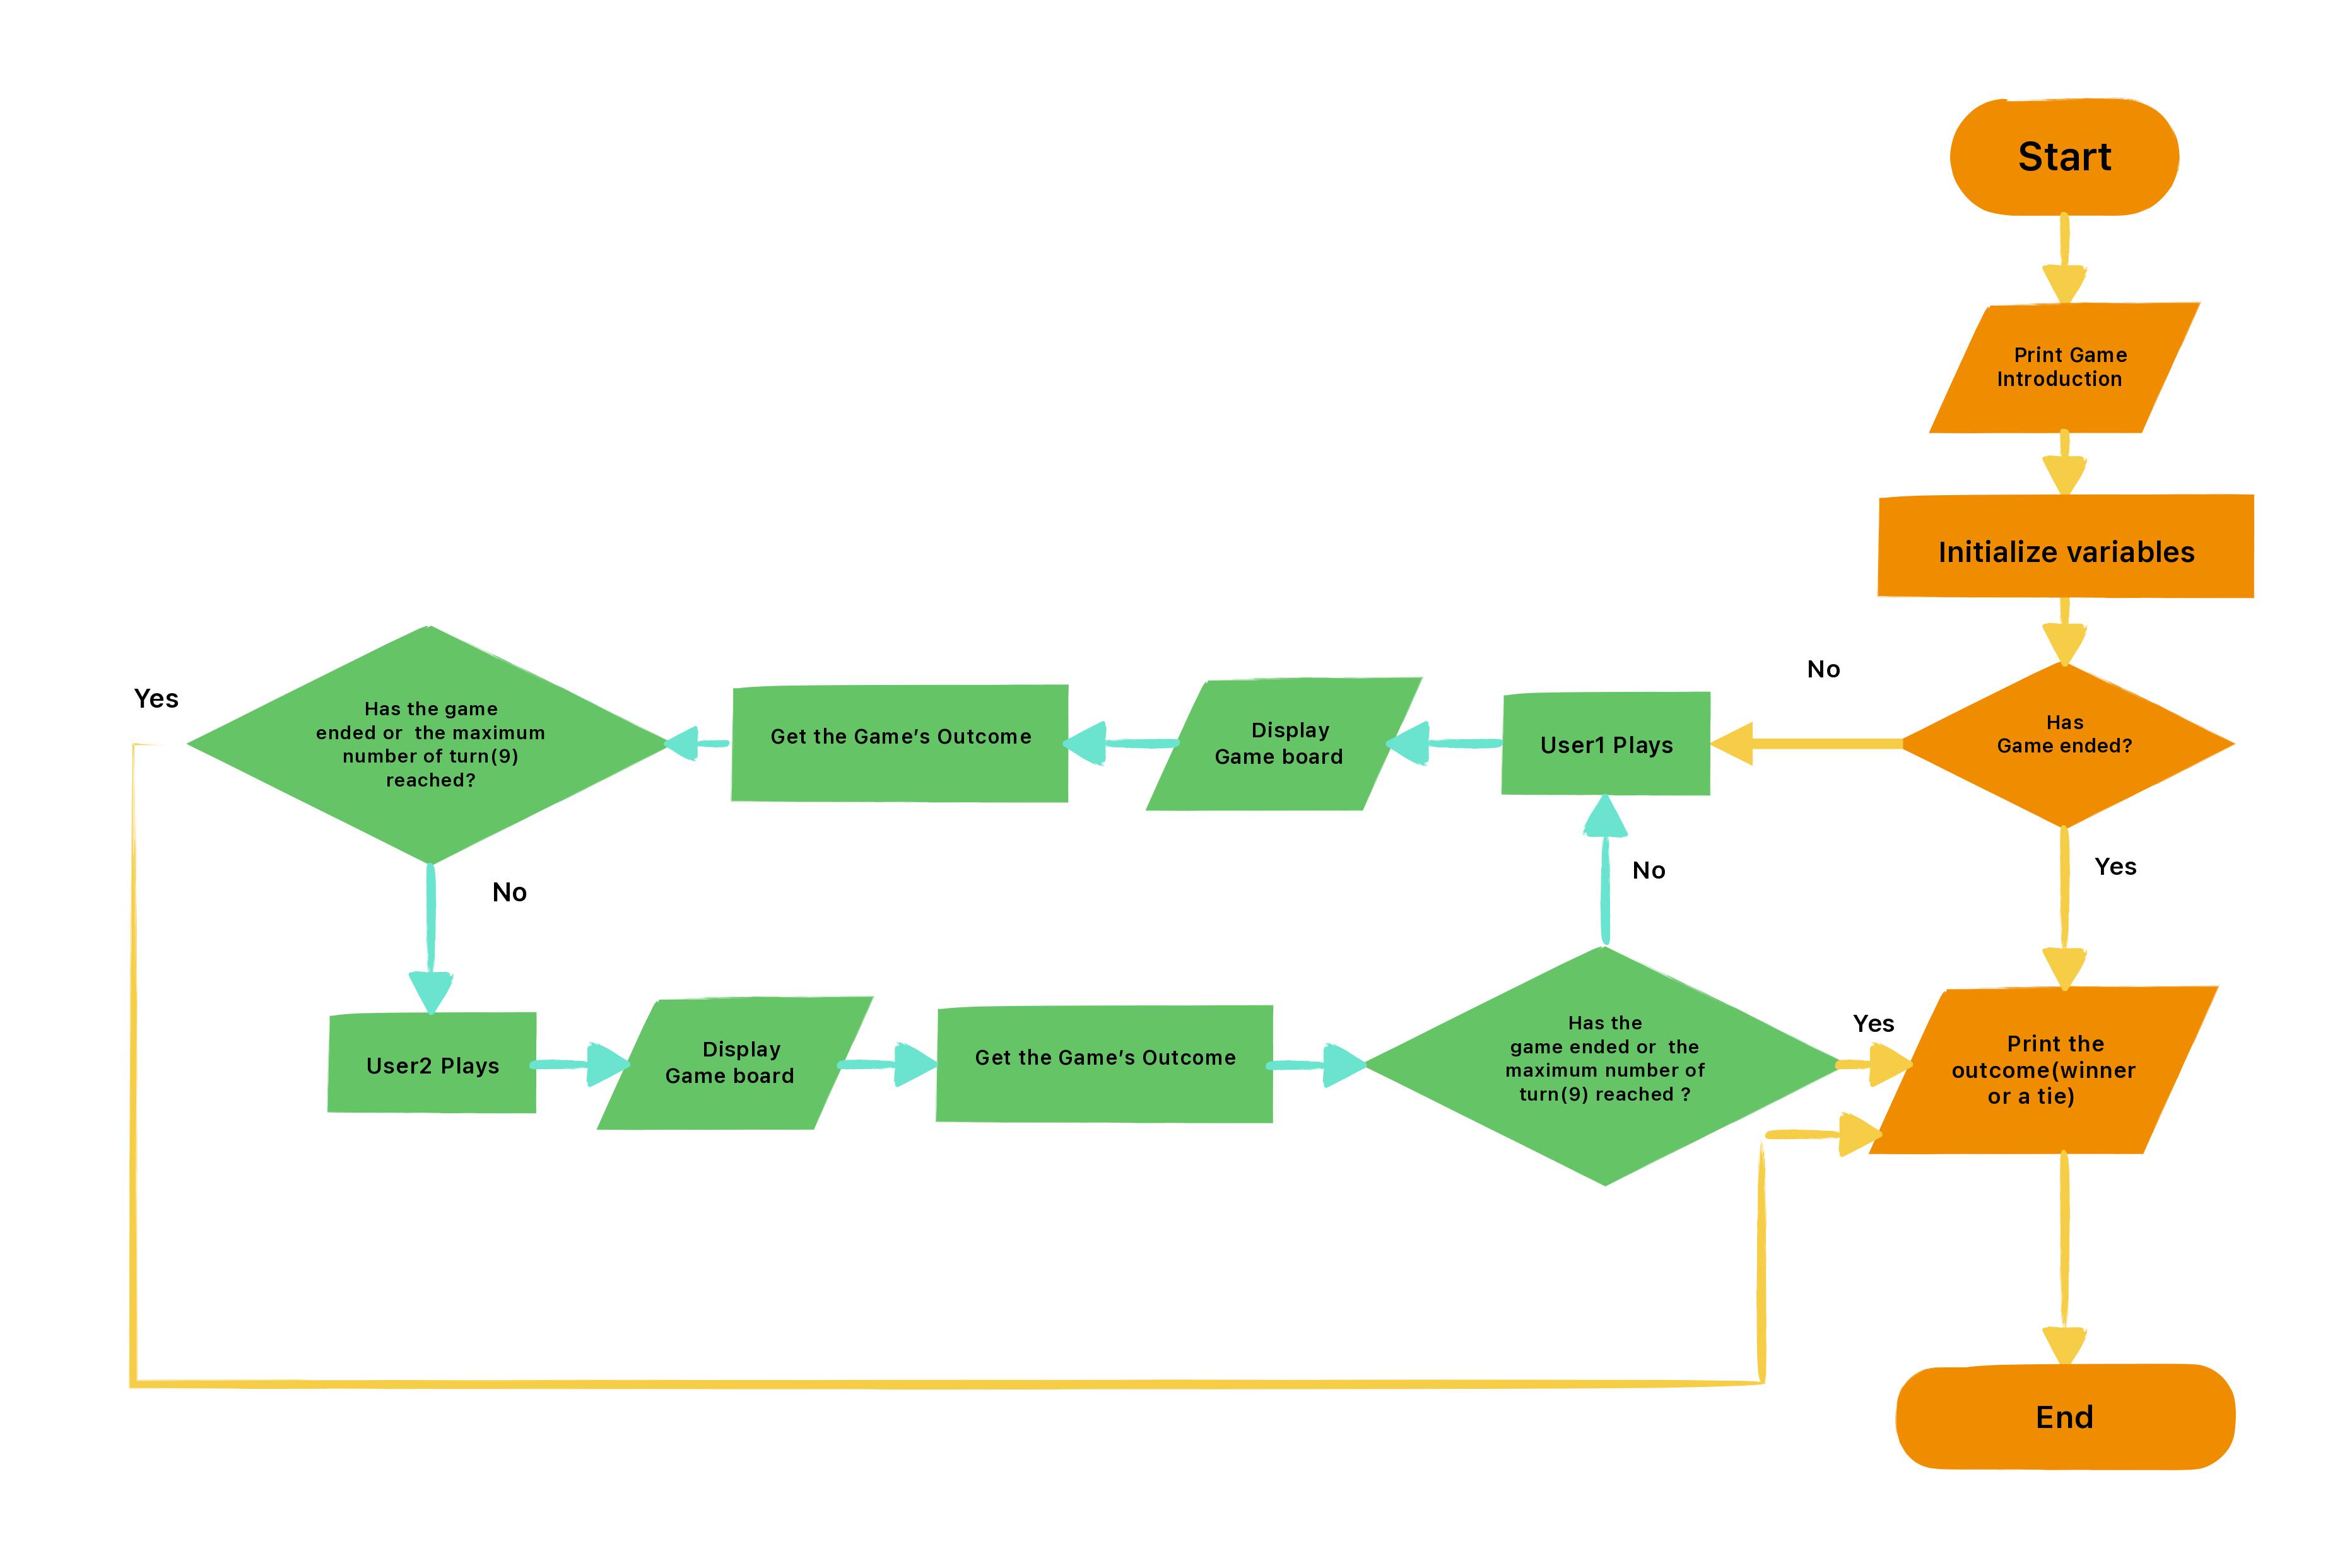 Start
Print Game
Introduction
Initialize variables
Has
Game ended?
No
Yes
User1 Plays
Display
Game board
Get the Game's Outcome
Has the game
ended or the maximum
number of turn(9)
reached?
Yes
No
User2 Plays
Display
Game board
Get the Game's Outcome
Has the
game ended or the
maximum number of
turn(9) reached ?
No
Yes
Print the
outcome(winner
or a tie)
End